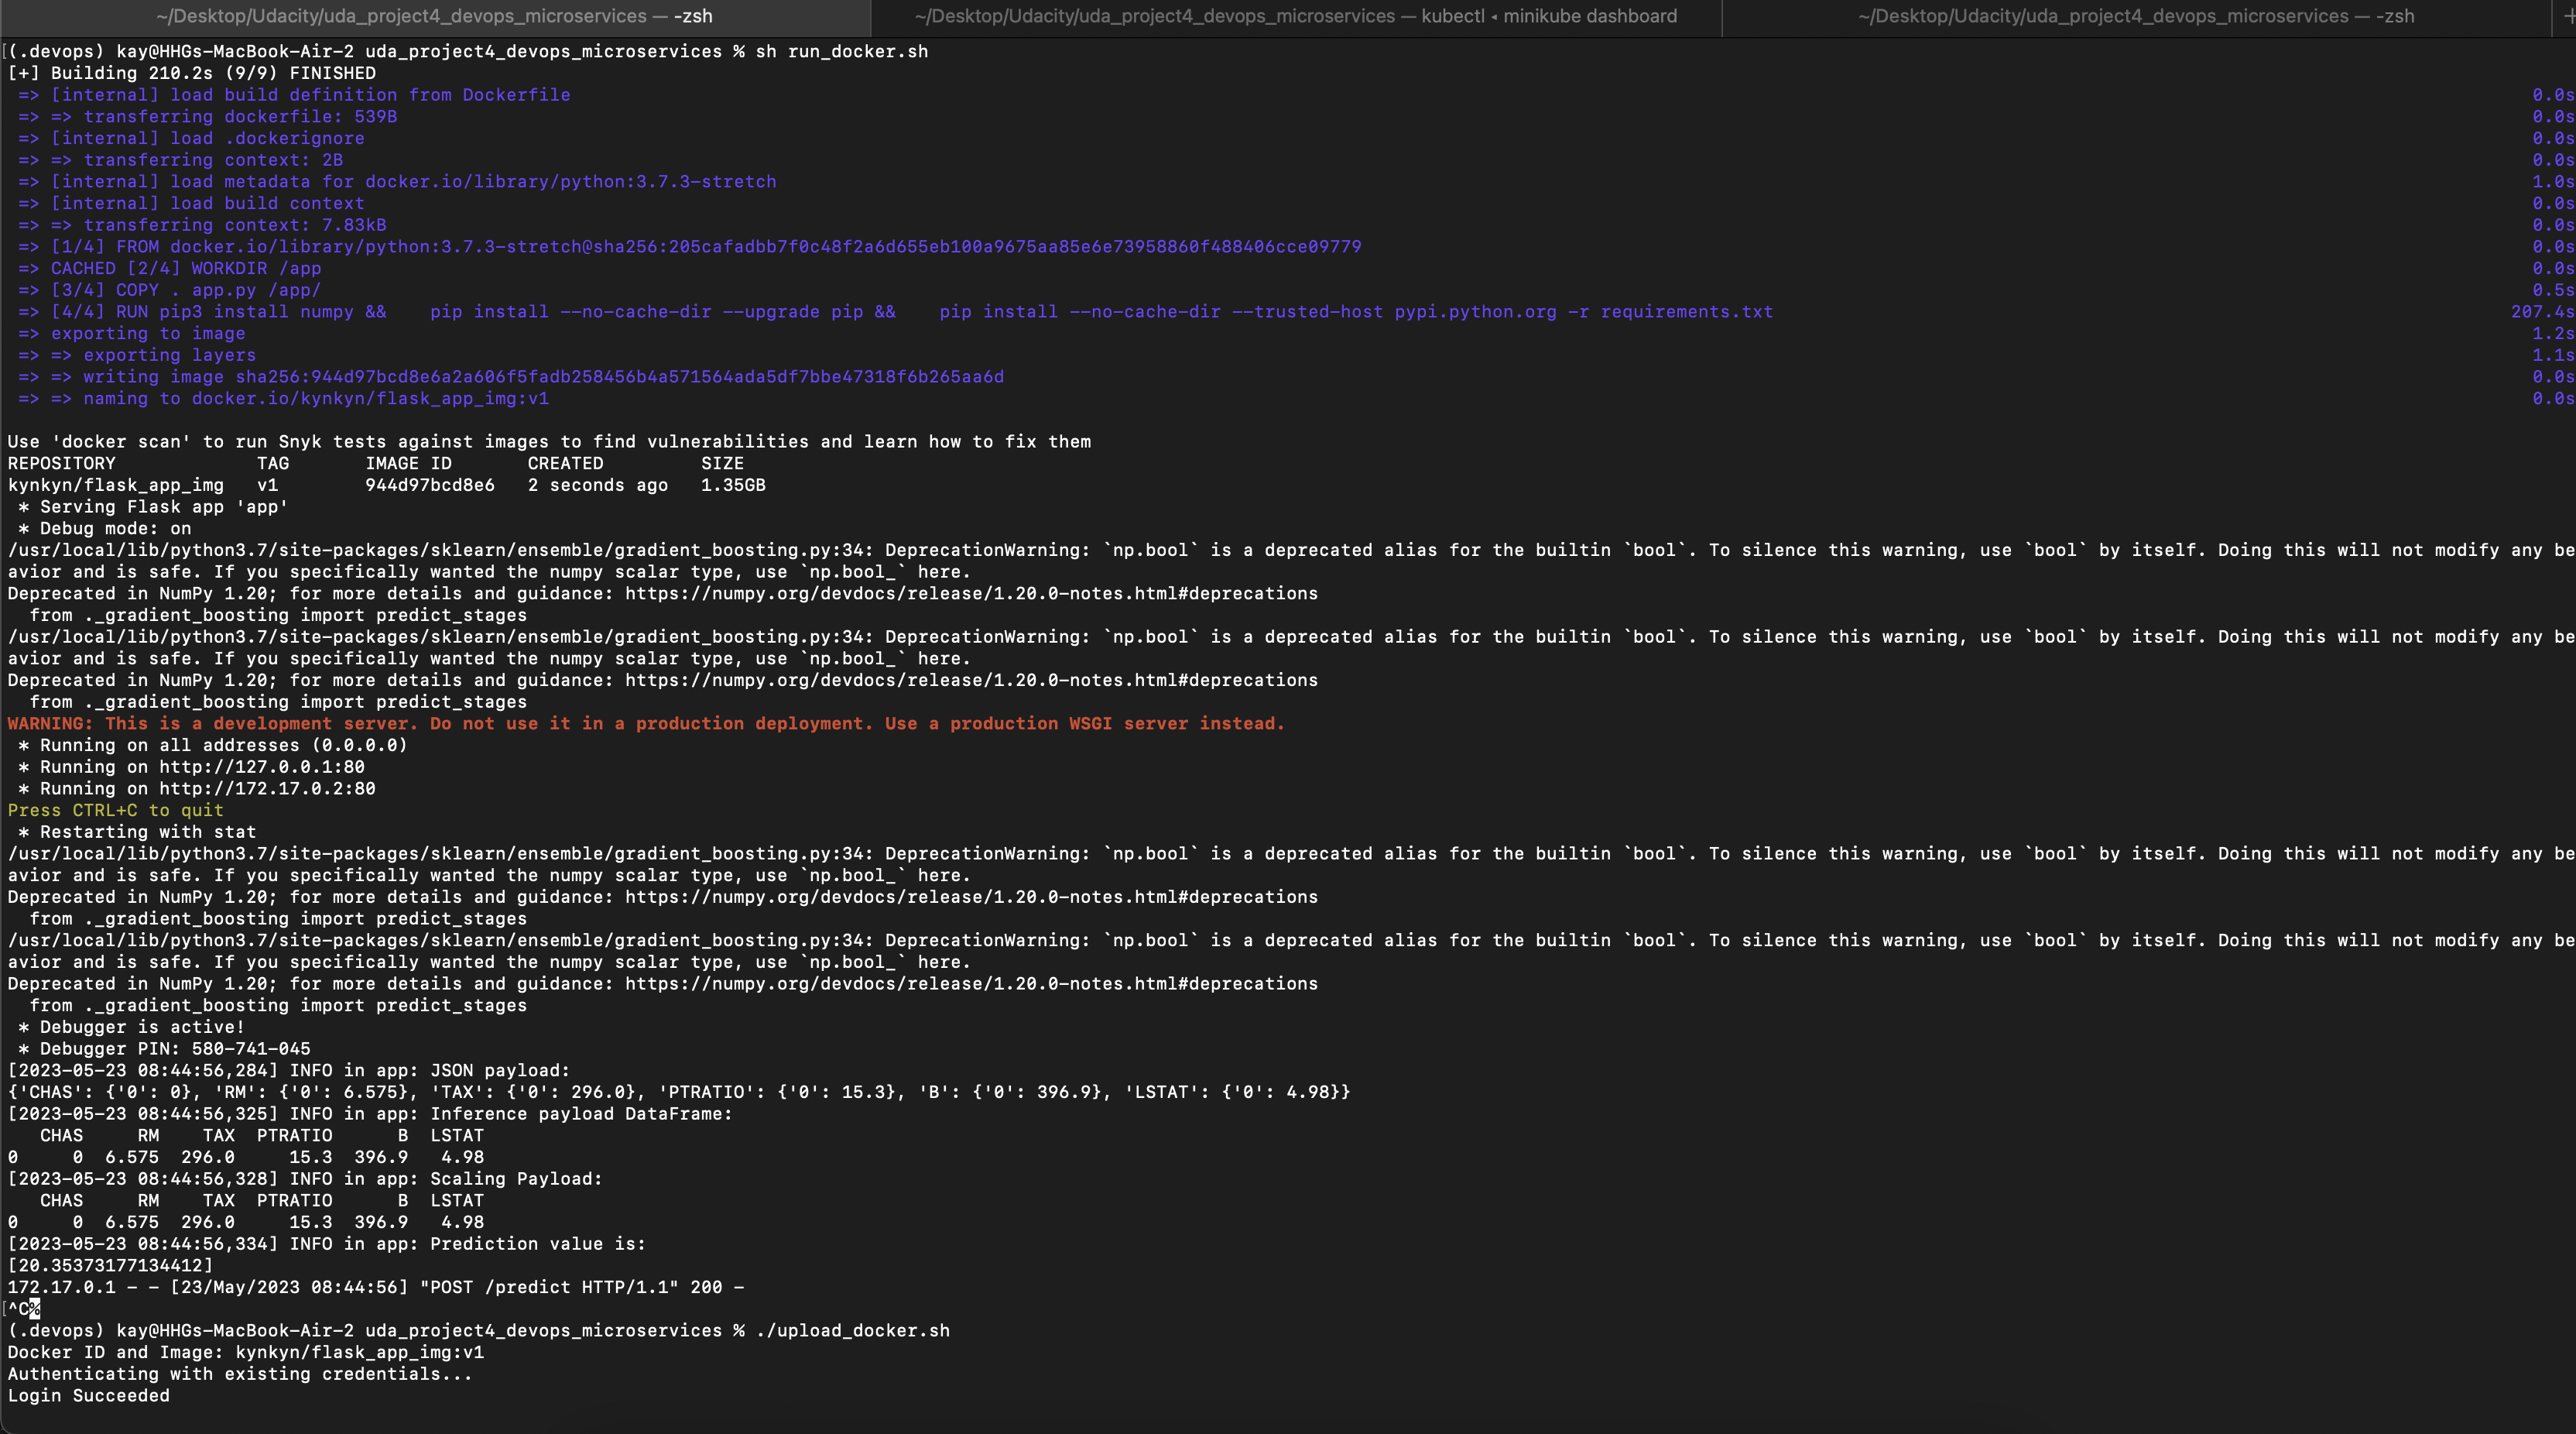 ~/Desktop/Udacity/uda_project4_devops_microservices — -zsh
~/Desktop/Udacity/uda_project4_devops_microservices — kubectl ◂ minikube dashboard
~/Desktop/Udacity/uda_project4_devops_microservices — -zsh
[(.devops) kay@HHGs-MacBook-Air-2 uda_project4_devops_microservices % sh run_docker.sh
[+] Building 210.2s (9/9) FINISHED
=> [internal] load build definition from Dockerfile 0.0s
=> => transferring dockerfile: 539B 0.0s
=> [internal] load .dockerignore 0.0s
=> => transferring context: 2B 0.0s
=> [internal] load metadata for docker.io/library/python:3.7.3-stretch 1.0s
=> [internal] load build context 0.0s
=> => transferring context: 7.83kB 0.0s
=> [1/4] FROM docker.io/library/python:3.7.3-stretch@sha256:205cafadbb7f0c48f2a6d655eb100a9675aa85e6e73958860f488406cce09779 0.0s
=> CACHED [2/4] WORKDIR /app 0.0s
=> [3/4] COPY . app.py /app/ 0.5s
=> [4/4] RUN pip3 install numpy &&    pip install --no-cache-dir --upgrade pip &&    pip install --no-cache-dir --trusted-host pypi.python.org -r requirements.txt 207.4s
=> exporting to image 1.2s
=> => exporting layers 1.1s
=> => writing image sha256:944d97bcd8e6a2a606f5fadb258456b4a571564ada5df7bbe47318f6b265aa6d 0.0s
=> => naming to docker.io/kynkyn/flask_app_img:v1 0.0s
Use 'docker scan' to run Snyk tests against images to find vulnerabilities and learn how to fix them
REPOSITORY TAG IMAGE ID CREATED SIZE
kynkyn/flask_app_img v1 944d97bcd8e6 2 seconds ago 1.35GB
* Serving Flask app 'app'
* Debug mode: on
/usr/local/lib/python3.7/site-packages/sklearn/ensemble/gradient_boosting.py:34: DeprecationWarning: `np.bool` is a deprecated alias for the builtin `bool`. To silence this warning, use `bool` by itself. Doing this will not modify any be
avior and is safe. If you specifically wanted the numpy scalar type, use `np.bool_` here.
Deprecated in NumPy 1.20; for more details and guidance: https://numpy.org/devdocs/release/1.20.0-notes.html#deprecations
from ._gradient_boosting import predict_stages
/usr/local/lib/python3.7/site-packages/sklearn/ensemble/gradient_boosting.py:34: DeprecationWarning: `np.bool` is a deprecated alias for the builtin `bool`. To silence this warning, use `bool` by itself. Doing this will not modify any be
avior and is safe. If you specifically wanted the numpy scalar type, use `np.bool_` here.
Deprecated in NumPy 1.20; for more details and guidance: https://numpy.org/devdocs/release/1.20.0-notes.html#deprecations
from ._gradient_boosting import predict_stages
WARNING: This is a development server. Do not use it in a production deployment. Use a production WSGI server instead.
* Running on all addresses (0.0.0.0)
* Running on http://127.0.0.1:80
* Running on http://172.17.0.2:80
Press CTRL+C to quit
* Restarting with stat
/usr/local/lib/python3.7/site-packages/sklearn/ensemble/gradient_boosting.py:34: DeprecationWarning: `np.bool` is a deprecated alias for the builtin `bool`. To silence this warning, use `bool` by itself. Doing this will not modify any be
avior and is safe. If you specifically wanted the numpy scalar type, use `np.bool_` here.
Deprecated in NumPy 1.20; for more details and guidance: https://numpy.org/devdocs/release/1.20.0-notes.html#deprecations
from ._gradient_boosting import predict_stages
/usr/local/lib/python3.7/site-packages/sklearn/ensemble/gradient_boosting.py:34: DeprecationWarning: `np.bool` is a deprecated alias for the builtin `bool`. To silence this warning, use `bool` by itself. Doing this will not modify any be
avior and is safe. If you specifically wanted the numpy scalar type, use `np.bool_` here.
Deprecated in NumPy 1.20; for more details and guidance: https://numpy.org/devdocs/release/1.20.0-notes.html#deprecations
from ._gradient_boosting import predict_stages
* Debugger is active!
* Debugger PIN: 580-741-045
[2023-05-23 08:44:56,284] INFO in app: JSON payload:
{'CHAS': {'0': 0}, 'RM': {'0': 6.575}, 'TAX': {'0': 296.0}, 'PTRATIO': {'0': 15.3}, 'B': {'0': 396.9}, 'LSTAT': {'0': 4.98}}
[2023-05-23 08:44:56,325] INFO in app: Inference payload DataFrame:
CHAS RM TAX PTRATIO B LSTAT
0 0 6.575 296.0 15.3 396.9 4.98
[2023-05-23 08:44:56,328] INFO in app: Scaling Payload:
CHAS RM TAX PTRATIO B LSTAT
0 0 6.575 296.0 15.3 396.9 4.98
[2023-05-23 08:44:56,334] INFO in app: Prediction value is:
[20.35373177134412]
172.17.0.1 - - [23/May/2023 08:44:56] "POST /predict HTTP/1.1" 200 -
[^C%
(.devops) kay@HHGs-MacBook-Air-2 uda_project4_devops_microservices % ./upload_docker.sh
Docker ID and Image: kynkyn/flask_app_img:v1
Authenticating with existing credentials...
Login Succeeded